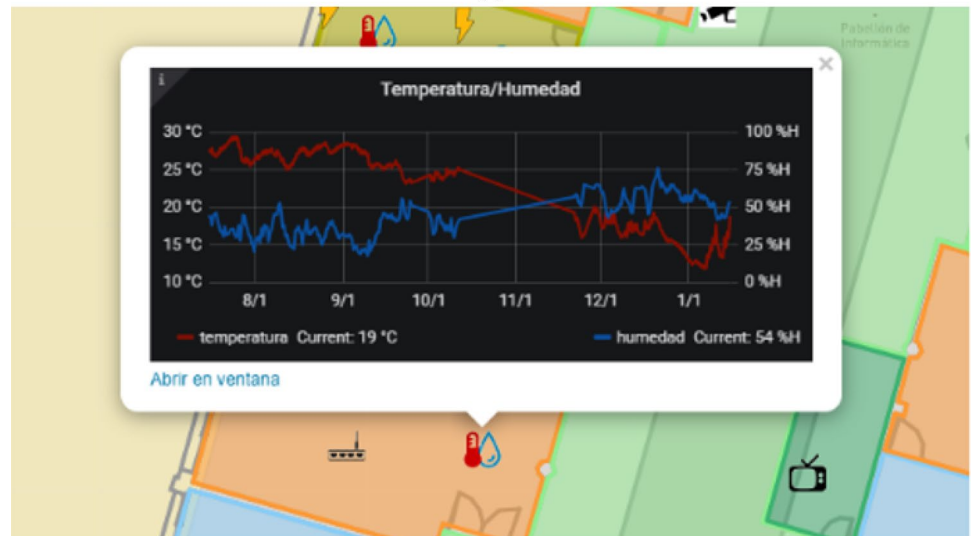 Pabellón de
Informática
×
i
Temperatura/Humedad
30 °C
100 %H
25 °C
75 %H
20 °C
50 %H
15 °C
25 %H
10 °C
0 %H
8/1 9/1 10/1 11/1 12/1 1/1
temperatura Current: 19 °C
humedad Current: 54 %H
Abrir en ventana